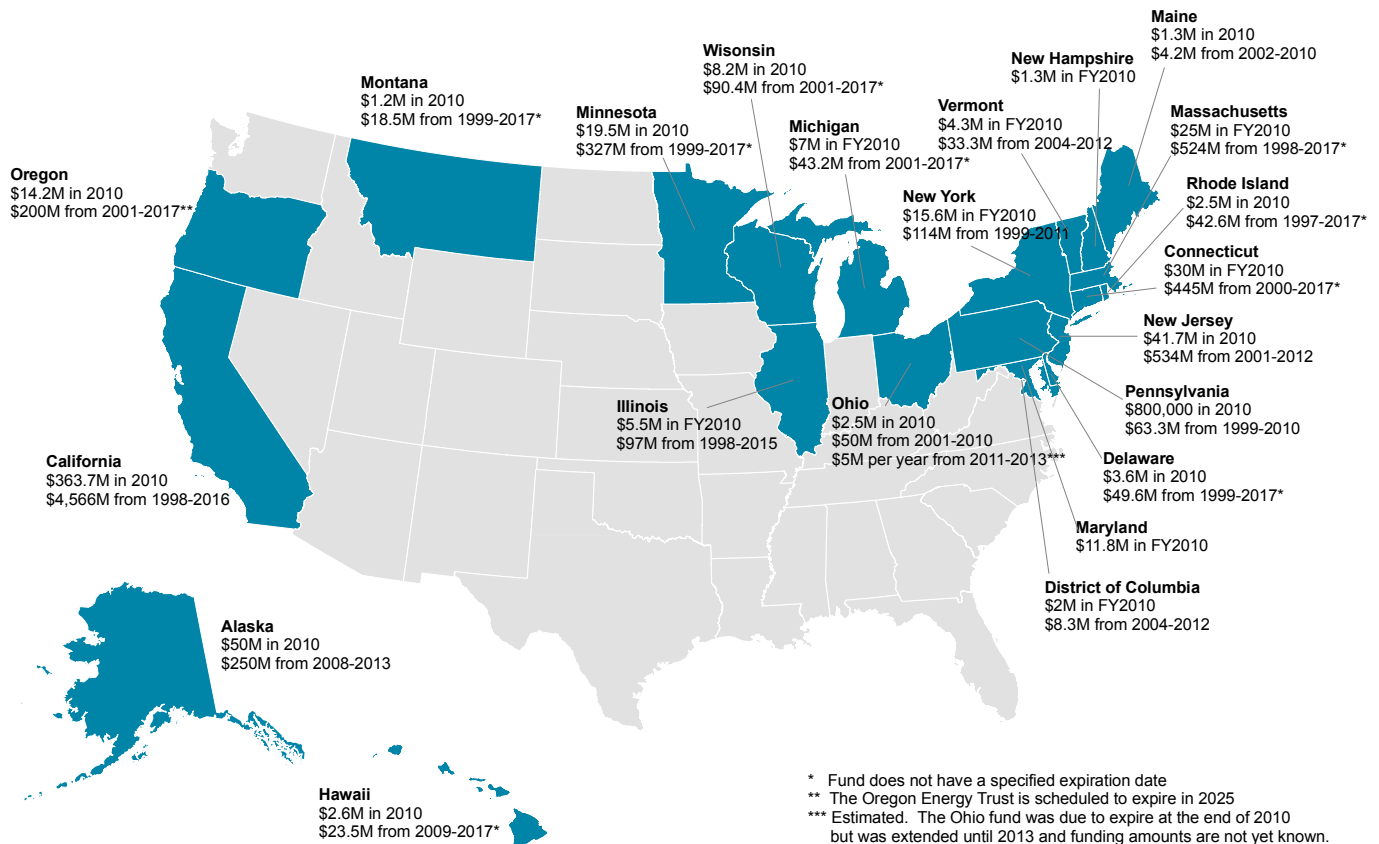 Maine
$1.3M in 2010
$4.2M from 2002-2010
New Hampshire
$1.3M in FY2010
Wisonsin
$8.2M in 2010
$90.4M from 2001-2017*
Montana
$1.2M in 2010
$18.5M from 1999-2017*
Minnesota
$19.5M in 2010
$327M from 1999-2017*
Michigan
$7M in FY2010
$43.2M from 2001-2017*
Vermont
$4.3M in FY2010
$33.3M from 2004-2012
Massachusetts
$25M in FY2010
$524M from 1998-2017*
Oregon
$14.2M in 2010
$200M from 2001-2017**
New York
$15.6M in FY2010
$114M from 1999-2011
Rhode Island
$2.5M in 2010
$42.6M from 1997-2017*
Connecticut
$30M in FY2010
$445M from 2000-2017*
New Jersey
$41.7M in 2010
$534M from 2001-2012
Pennsylvania
$800,000 in 2010
$63.3M from 1999-2010
Illinois
$5.5M in FY2010
$97M from 1998-2015
Ohio
$2.5M in 2010
$50M from 2001-2010
$5M per year from 2011-2013***
Delaware
$3.6M in 2010
$49.6M from 1999-2017*
California
$363.7M in 2010
$4,566M from 1998-2016
Maryland
$11.8M in FY2010
District of Columbia
$2M in FY2010
$8.3M from 2004-2012
Alaska
$50M in 2010
$250M from 2008-2013
Hawaii
$2.6M in 2010
$23.5M from 2009-2017*
* Fund does not have a specified expiration date
** The Oregon Energy Trust is scheduled to expire in 2025
*** Estimated. The Ohio fund was due to expire at the end of 2010
but was extended until 2013 and funding amounts are not yet known.